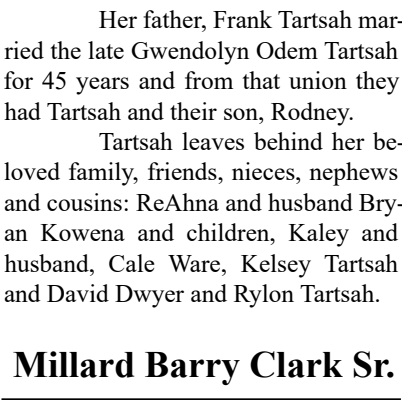 Her father, Frank Tartsah mar-
ried the late Gwendolyn Odem Tartsah
for 45 years and from that union they
had Tartsah and their son, Rodney.
Tartsah leaves behind her be-
loved family, friends, nieces, nephews
and cousins: ReAhna and husband Bry-
an Kowena and children, Kaley and
husband, Cale Ware, Kelsey Tartsah
and David Dwyer and Rylon Tartsah.
Millard Barry Clark Sr.